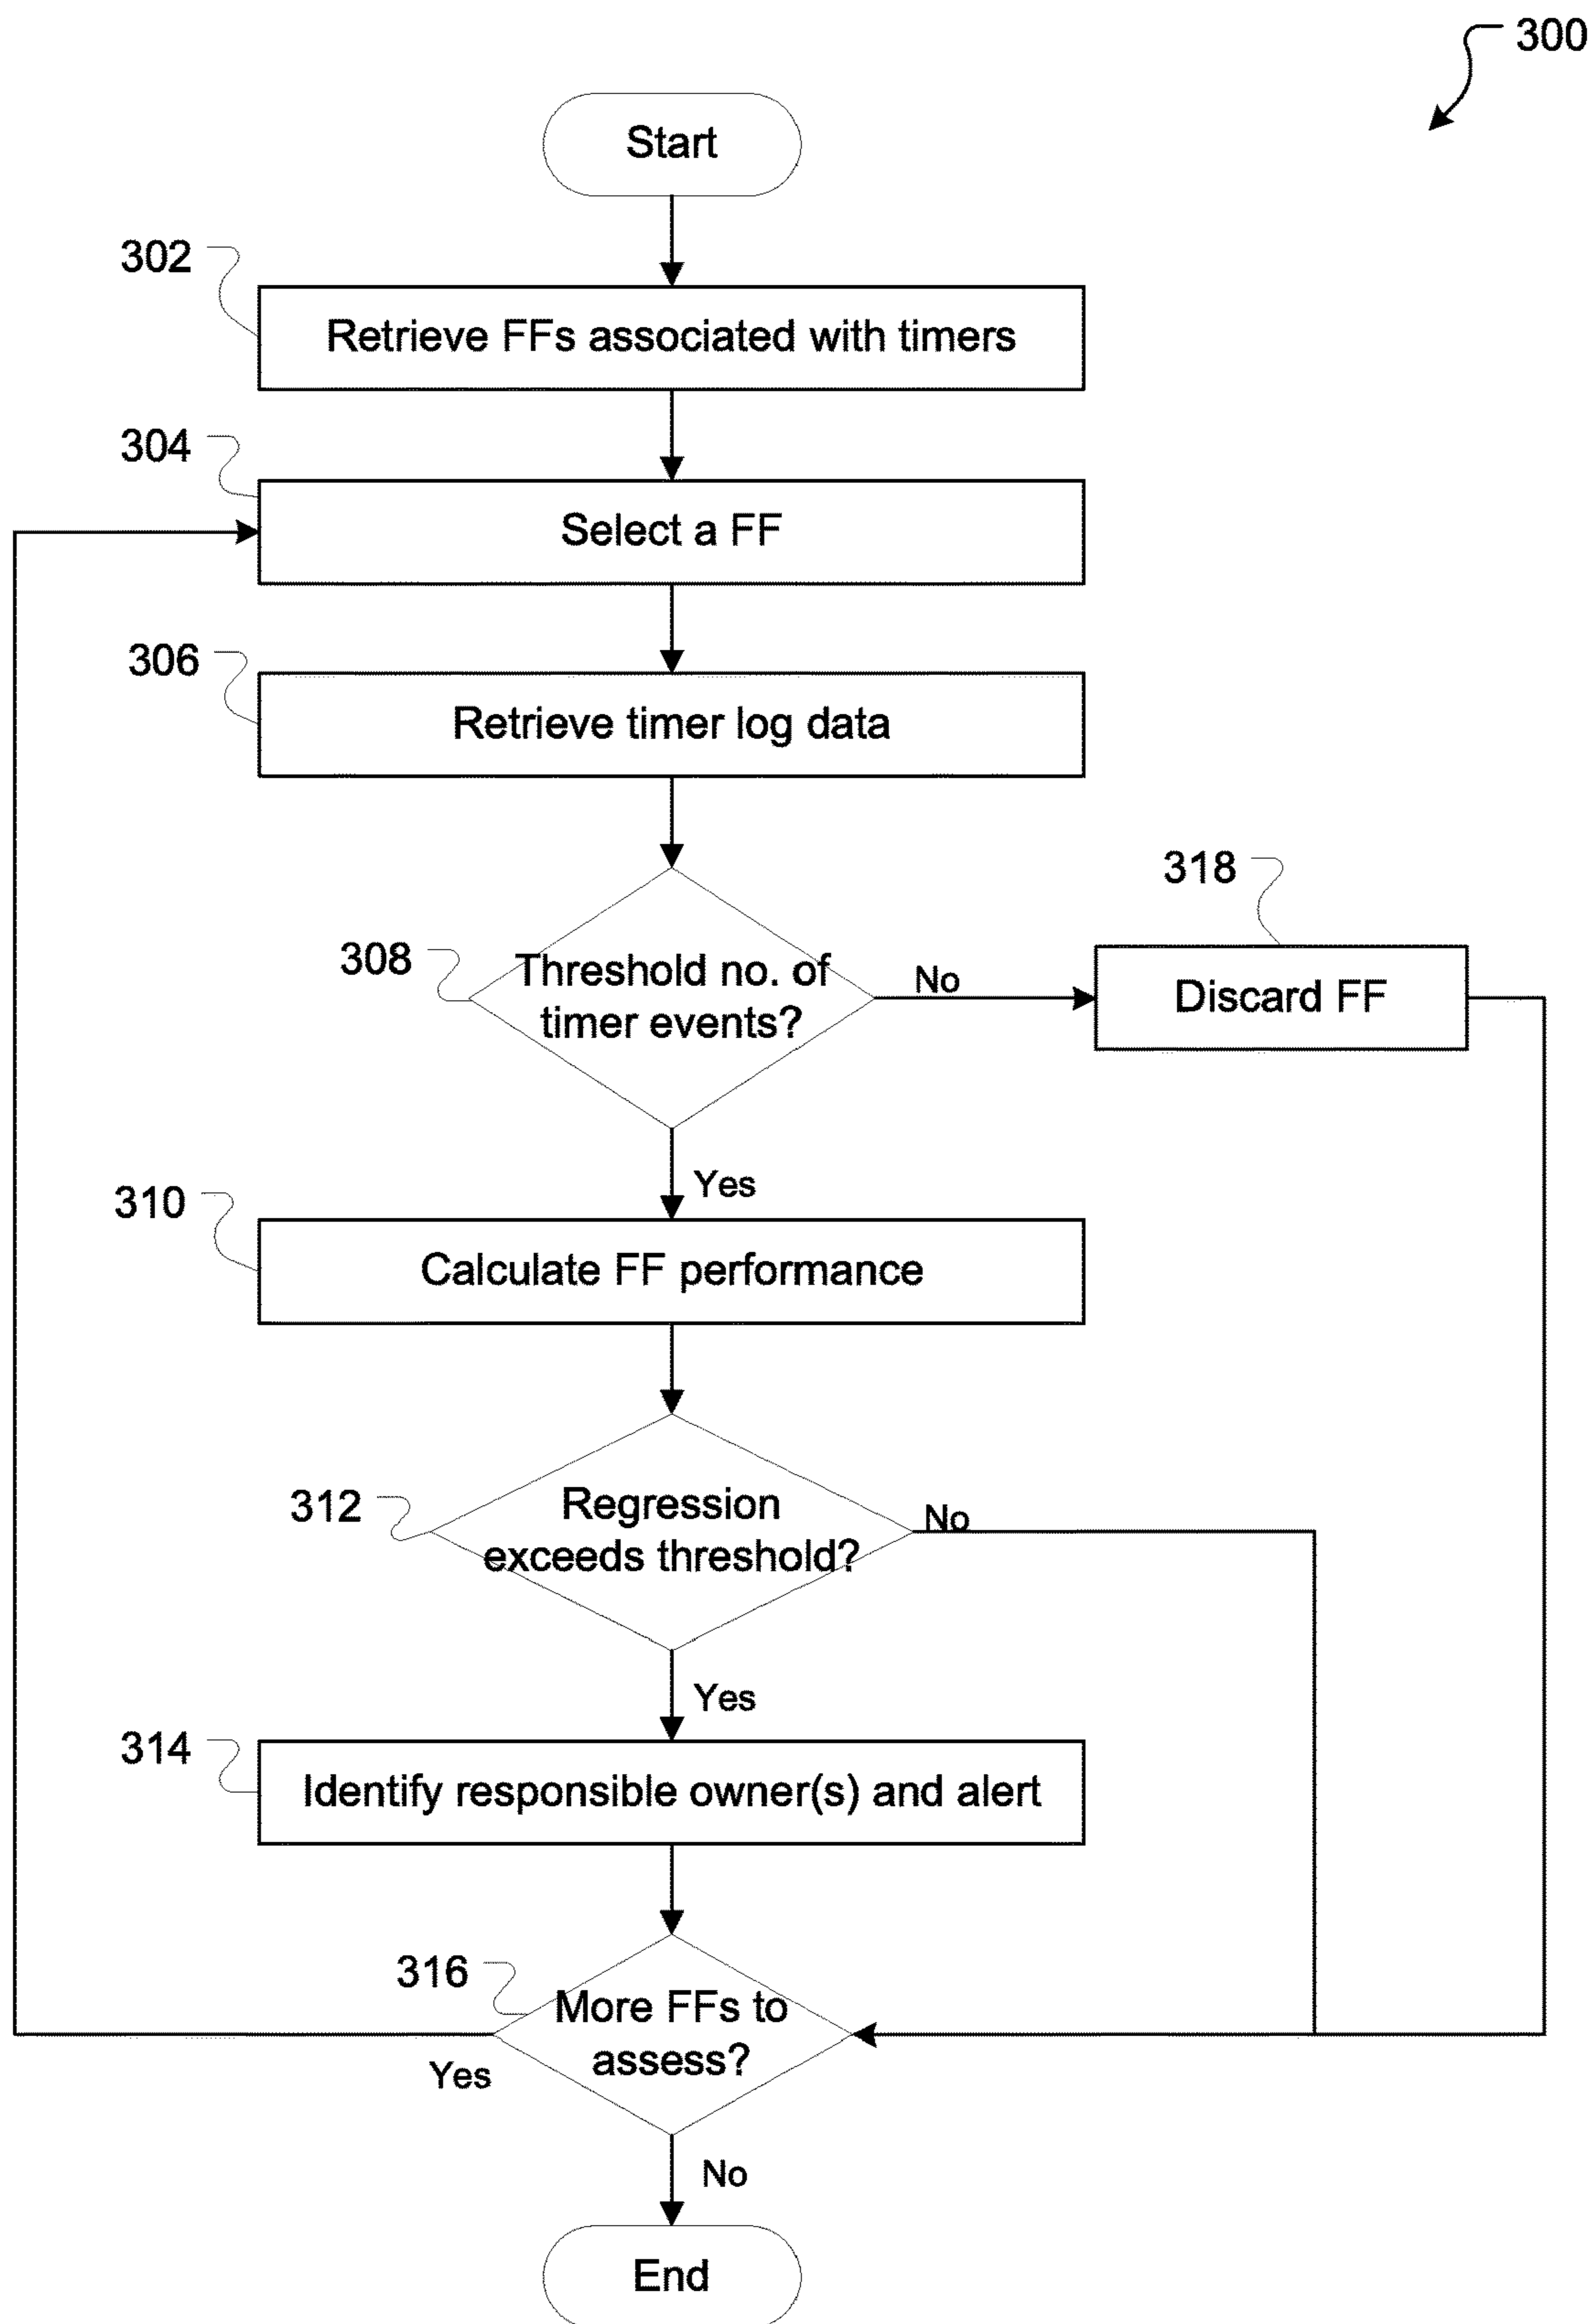 300
Start
302
Retrieve FFs associated with timers
304
Select a FF
306
Retrieve timer log data
318
308
Threshold no. of
timer events?
No
Discard FF
Yes
310
Calculate FF performance
312
Regression
exceeds threshold?
No
Yes
314
Identify responsible owner(s) and alert
316
More FFs to
assess?
Yes
No
End